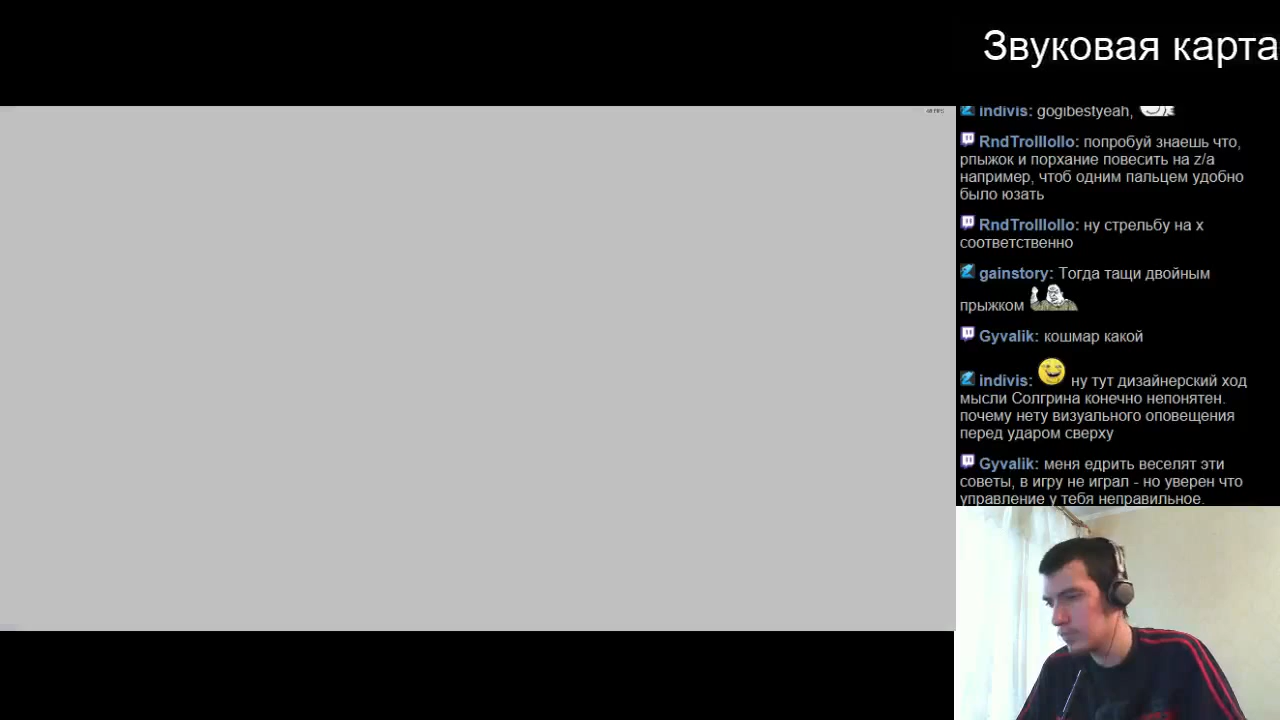 Звуковая карта
indivis: gogibestyeah,
RndTrolllollo: попробуй знаешь что,
рпыжок и порхание повесить на z/a
например, чтоб одним пальцем удобно
было юзать
RndTrolllollo: ну стрельбу на x
соответственно
gainstory: Тогда тащи двойным
прыжком
Gyvalik: кошмар какой
indivis: ну тут дизайнерский ход
мысли Солгрина конечно непонятен.
почему нету визуального оповещения
перед ударом сверху
Gyvalik: меня едрить веселят эти
советы, в игру не играл - но уверен что
управление у тебя неправильное.